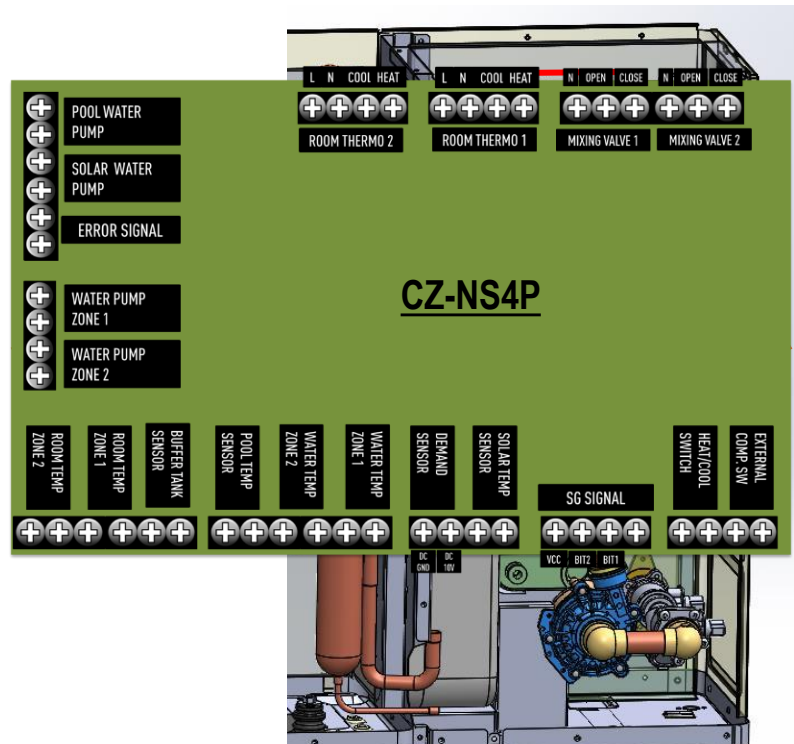 L N COOL HEAT
L N COOL HEAT
N OPEN CLOSE
N OPEN CLOSE
ROOM THERMO 2
ROOM THERMO 1
MIXING VALVE 1
MIXING VALVE 2
POOL WATER
PUMP
SOLAR WATER
PUMP
ERROR SIGNAL
WATER PUMP
ZONE 1
WATER PUMP
ZONE 2
CZ-NS4P
ROOM TEMP
ZONE 2
ROOM TEMP
ZONE 1
BUFFER TANK
SENSOR
POOL TEMP
SENSOR
WATER TEMP
ZONE 2
WATER TEMP
ZONE 1
DEMAND
SENSOR
SOLAR TEMP
SENSOR
SG SIGNAL
HEAT/COOL
SWITCH
EXTERNAL
COMP. SW
DC
GND
DC
10V
VCC BIT2 BIT1